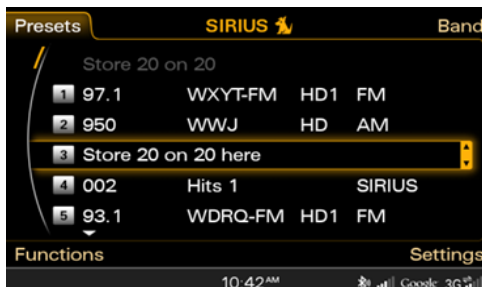 Presets SIRIUS Band
Store 20 on 20
1 97.1 WXYT-FM HD1 FM
2 950 WWJ HD AM
3 Store 20 on 20 here
4 002 Hits 1 SIRIUS
5 93.1 WDRQ-FM HD1 FM
Functions Settings
10:42 AM Google 3G